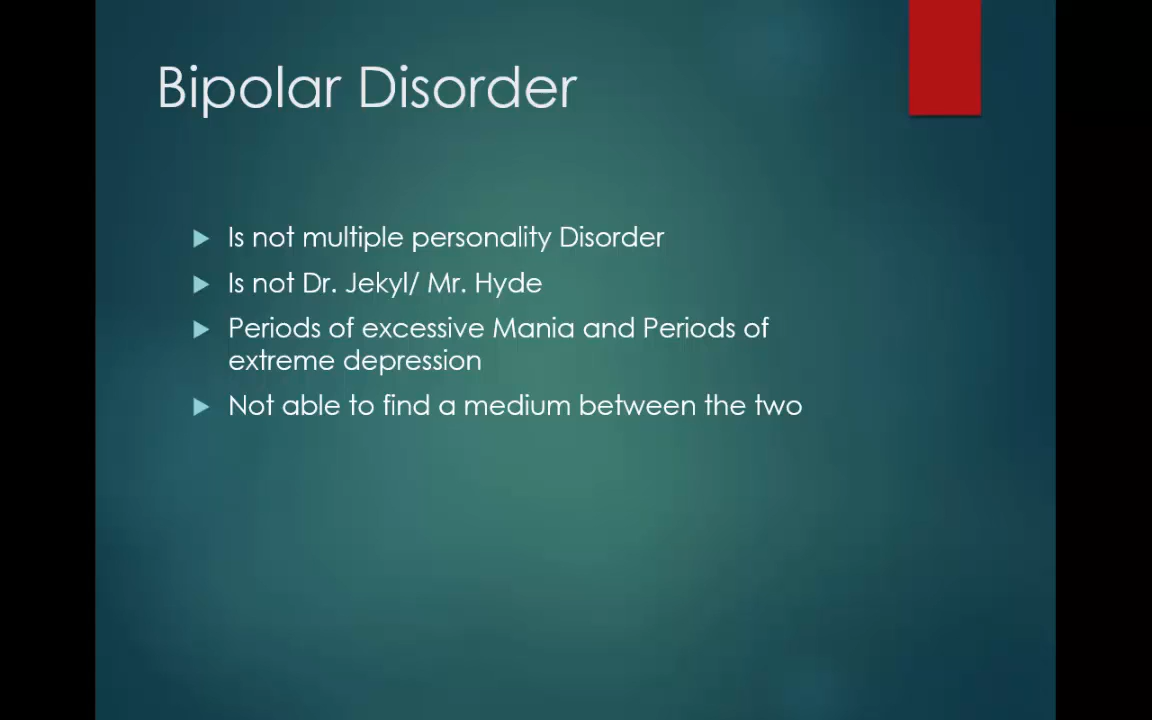 Bipolar Disorder
Is not multiple personality Disorder
Is not Dr. Jekyl/ Mr. Hyde
Periods of excessive Mania and Periods of
extreme depression
Not able to find a medium between the two